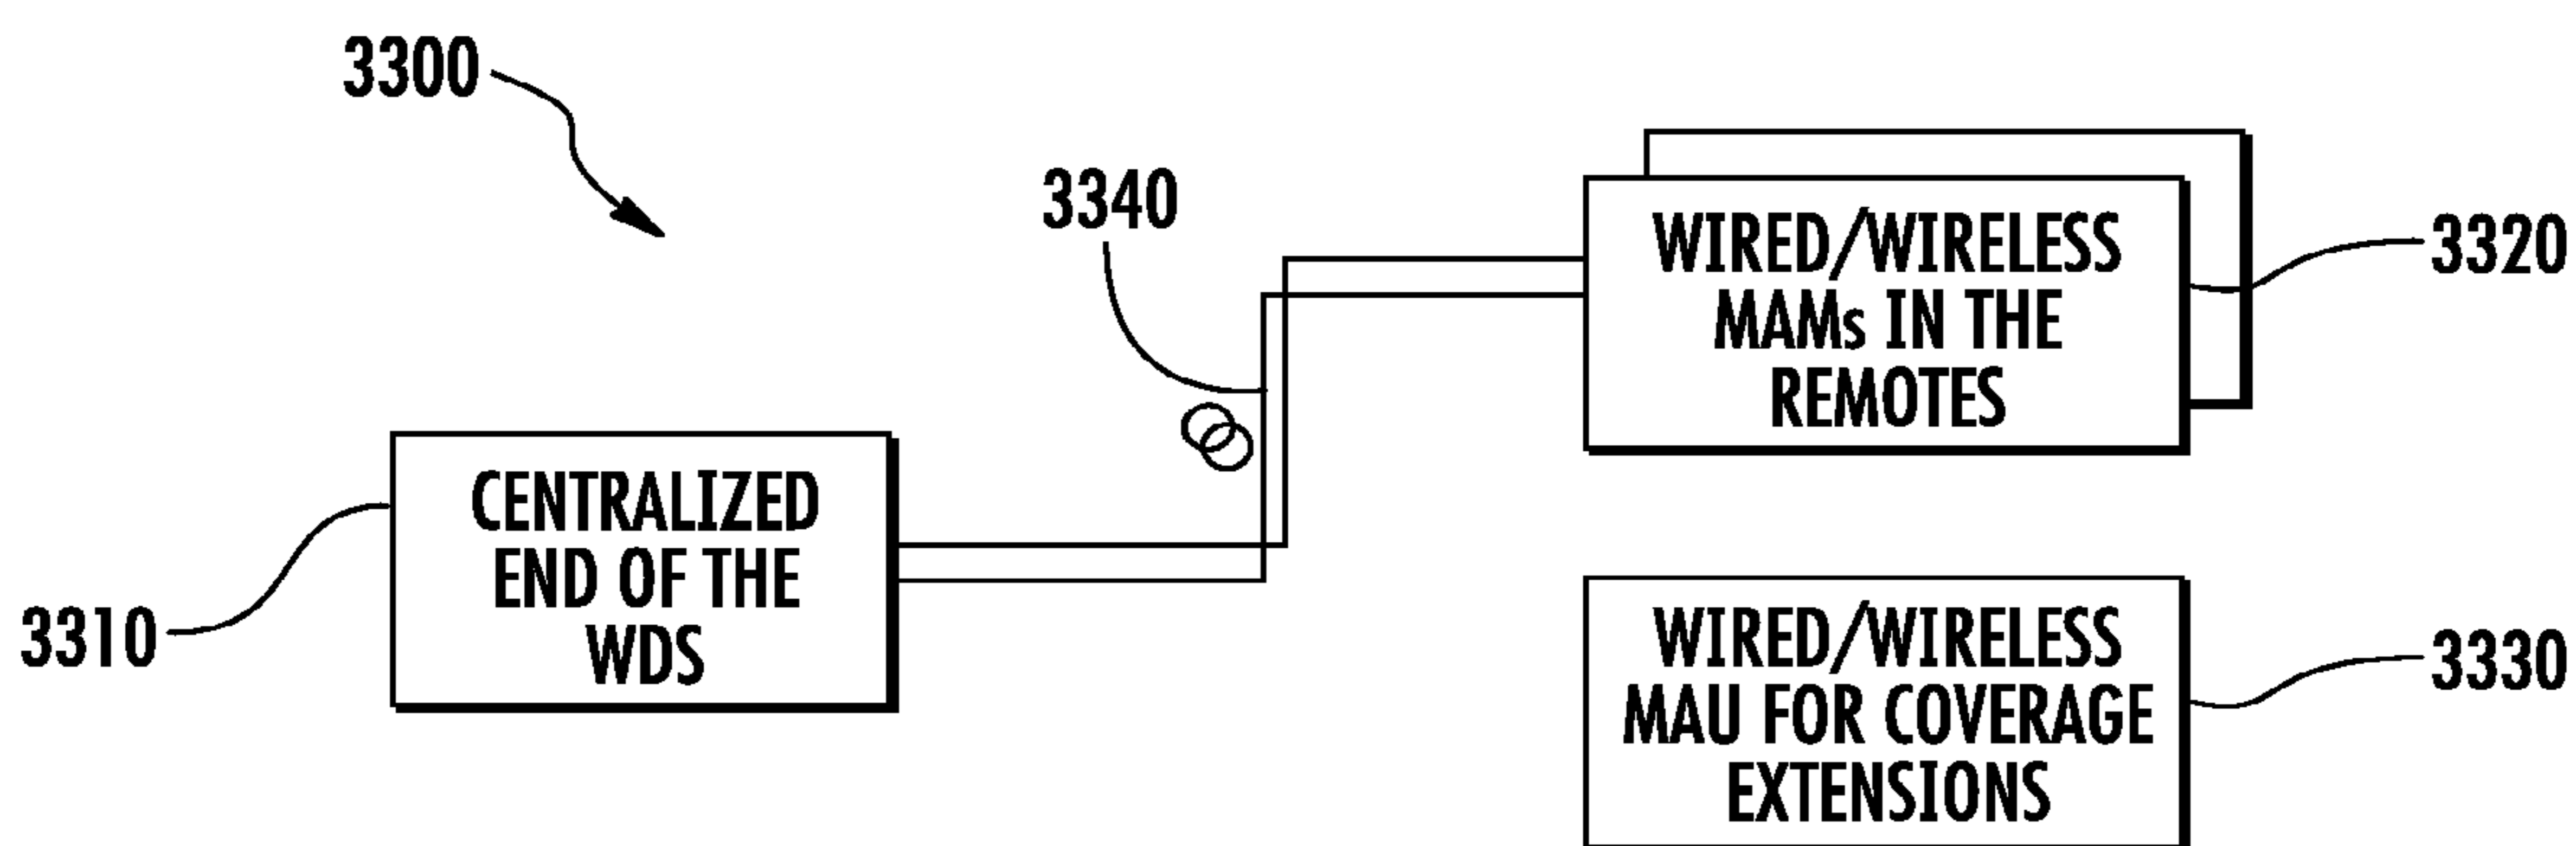 3300
3340
WIRED/WIRELESS
MAMs IN THE
REMOTES
3320
CENTRALIZED
END OF THE
WDS
3310
WIRED/WIRELESS
MAU FOR COVERAGE
EXTENSIONS
3330